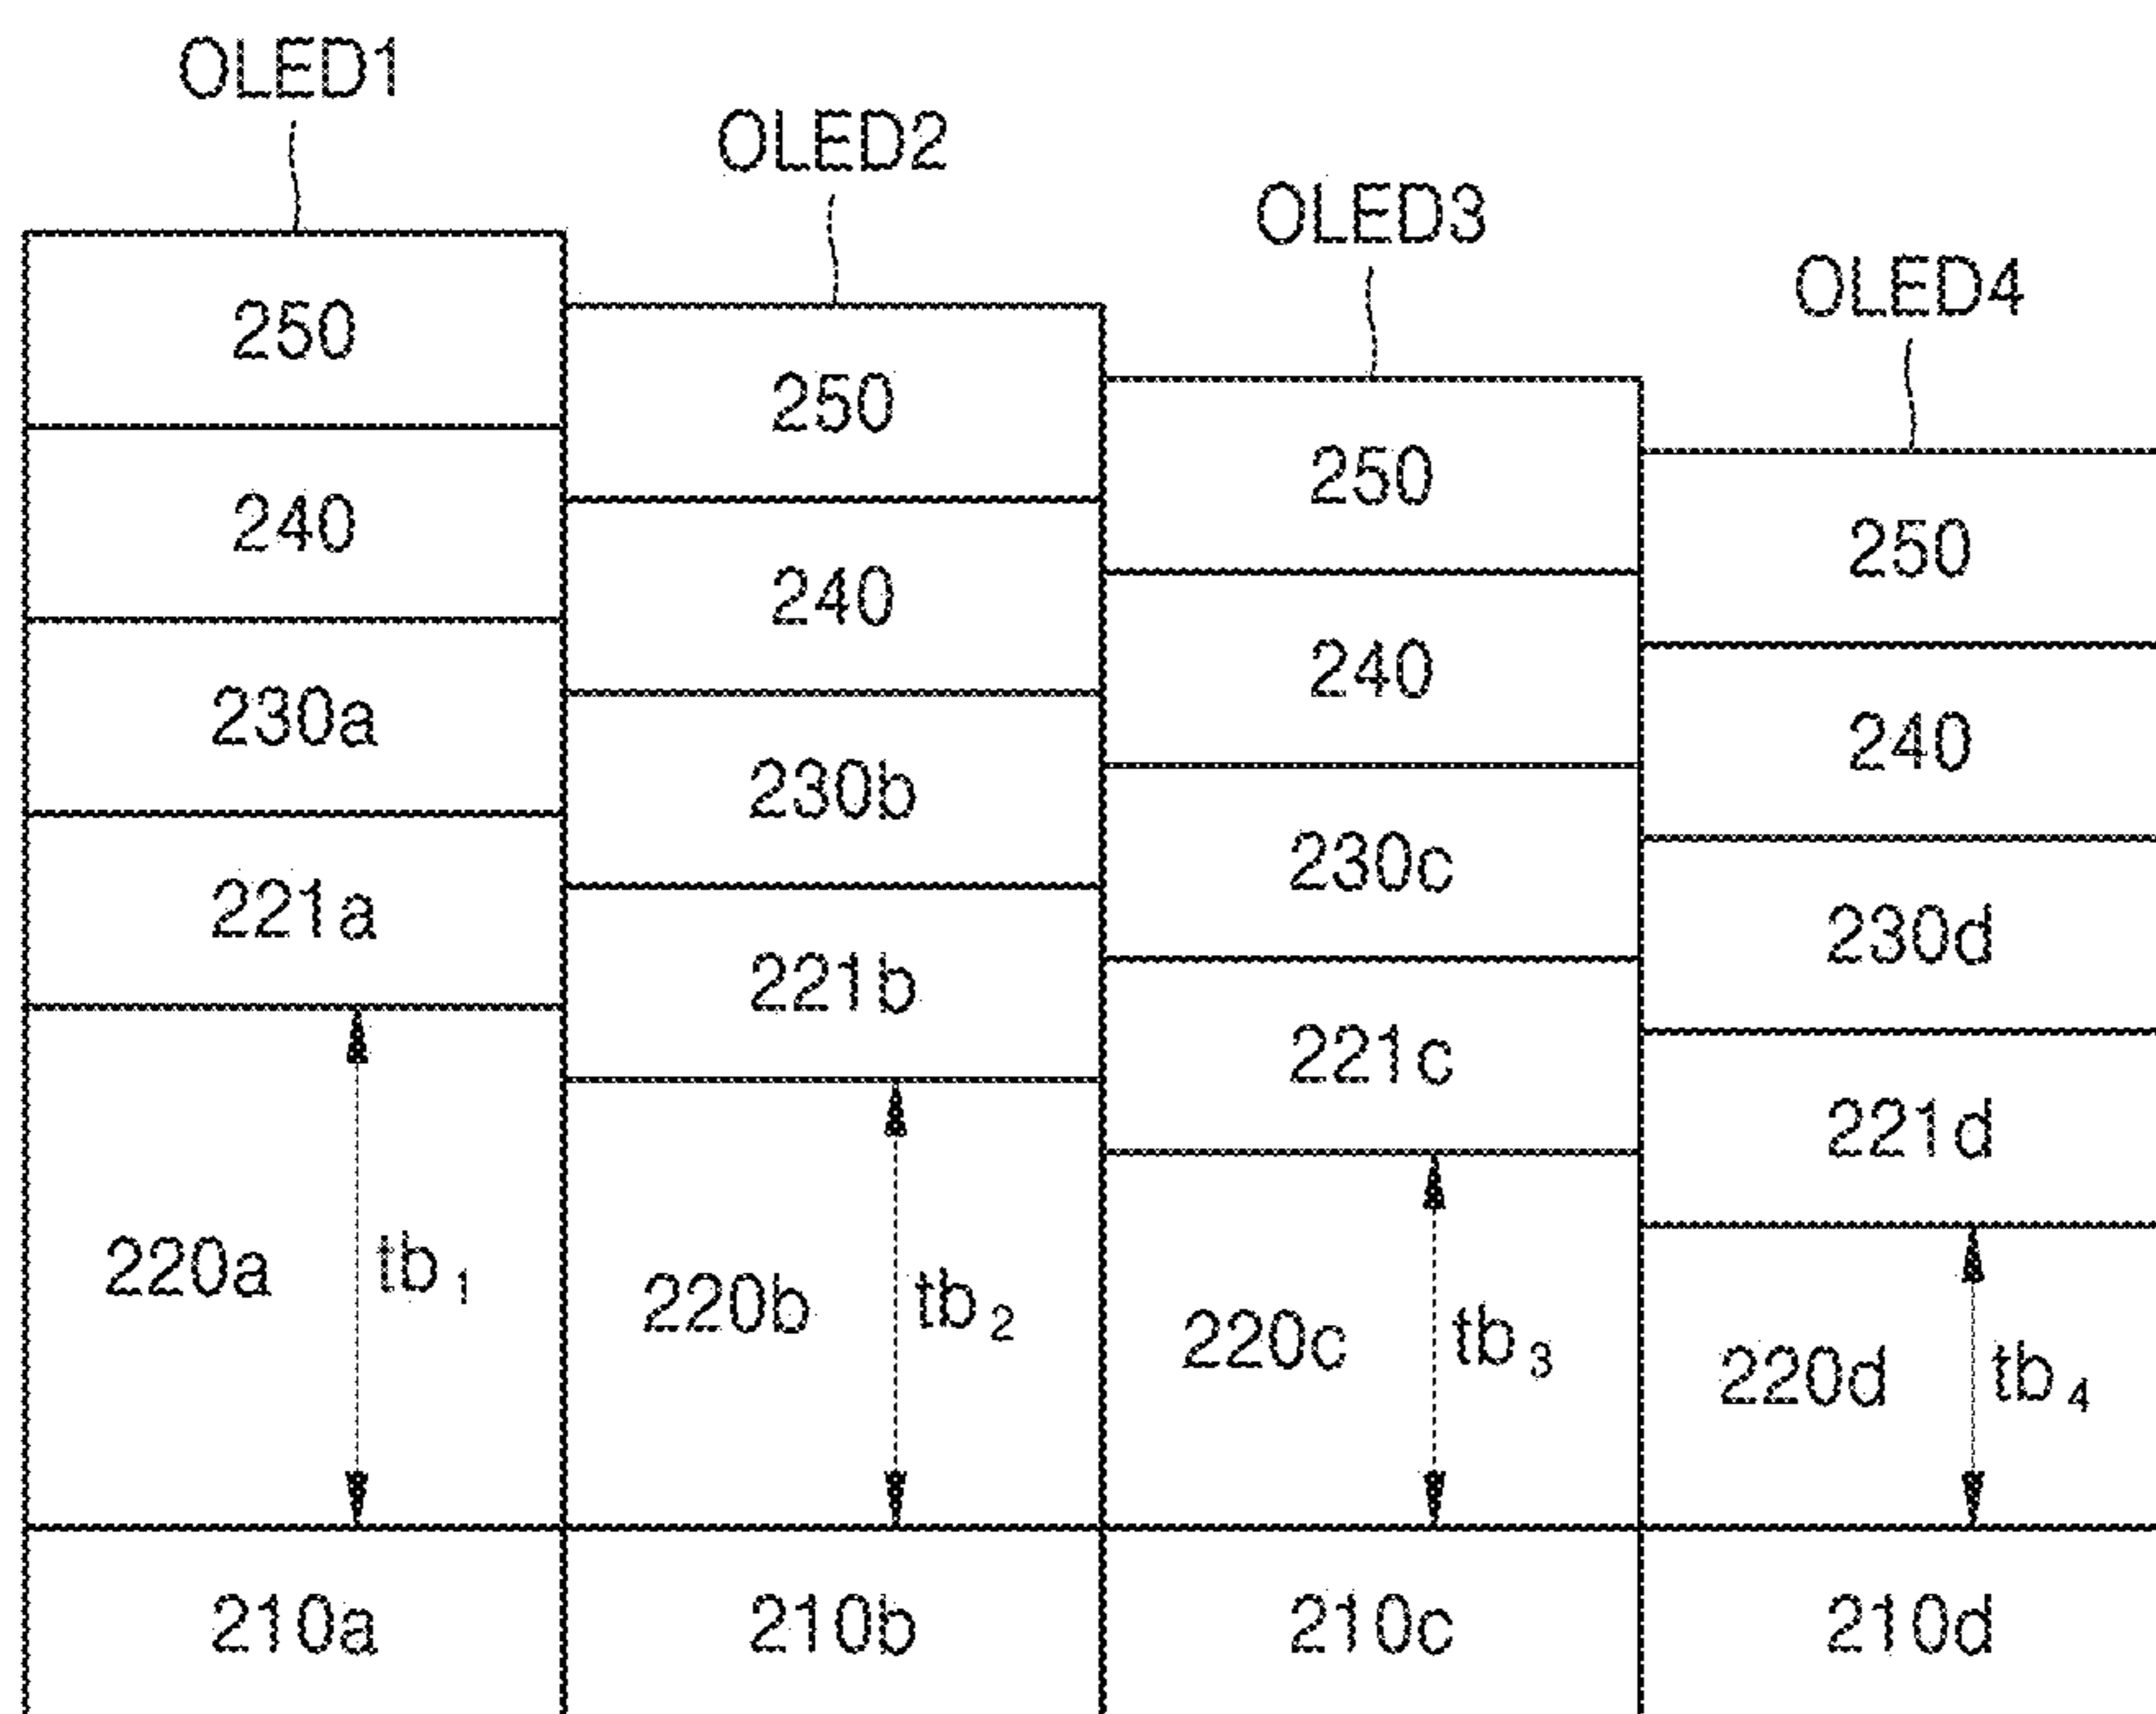 OLED1
OLED2
OLED3
OLED4
250
250
250
250
240
240
240
240
230a
230b
230c
230d
221a
221b
221c
221d
220a tb₁
220b tb₂
220c tb₃
220d tb₄
210a
210b
210c
210d